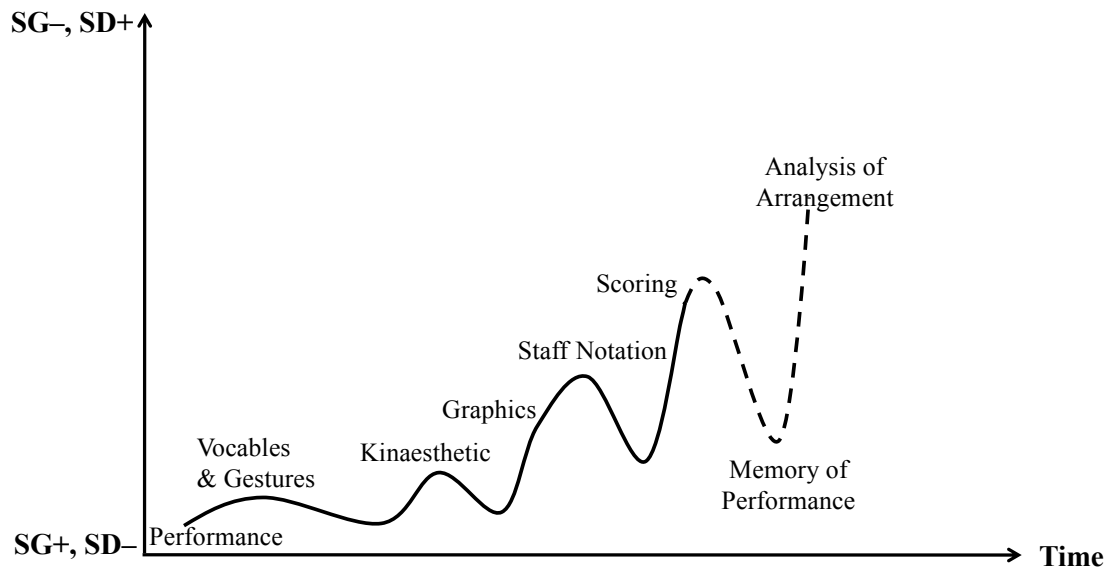 SG–, SD+
Analysis of
Arrangement
Scoring
Staff Notation
Graphics
Vocables
& Gestures
Kinaesthetic
Memory of
Performance
Performance
SG+, SD–
Time